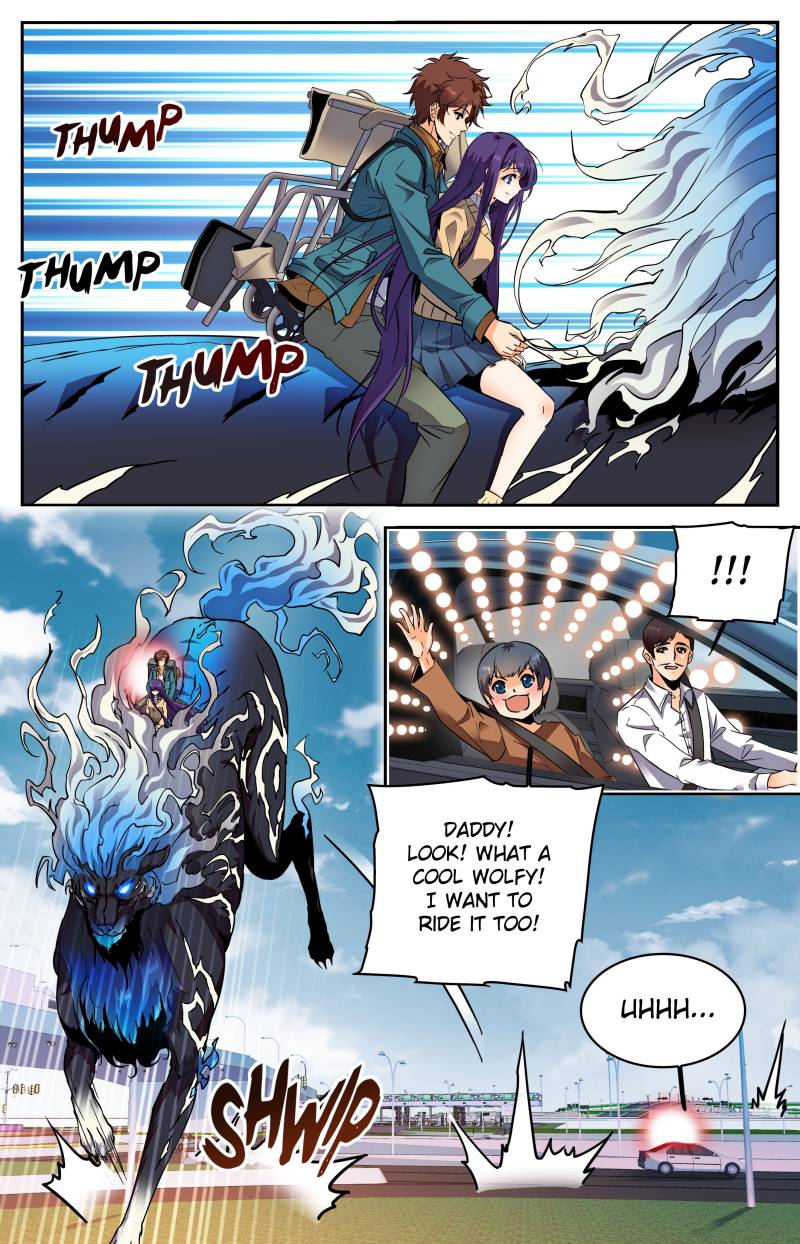 THUMP
THUMP
THUMP
!!!
DADDY!
LOOK! WHAT A
COOL WOLFY!
I WANT TO
RIDE IT TOO!
UHHH...
SHWIP